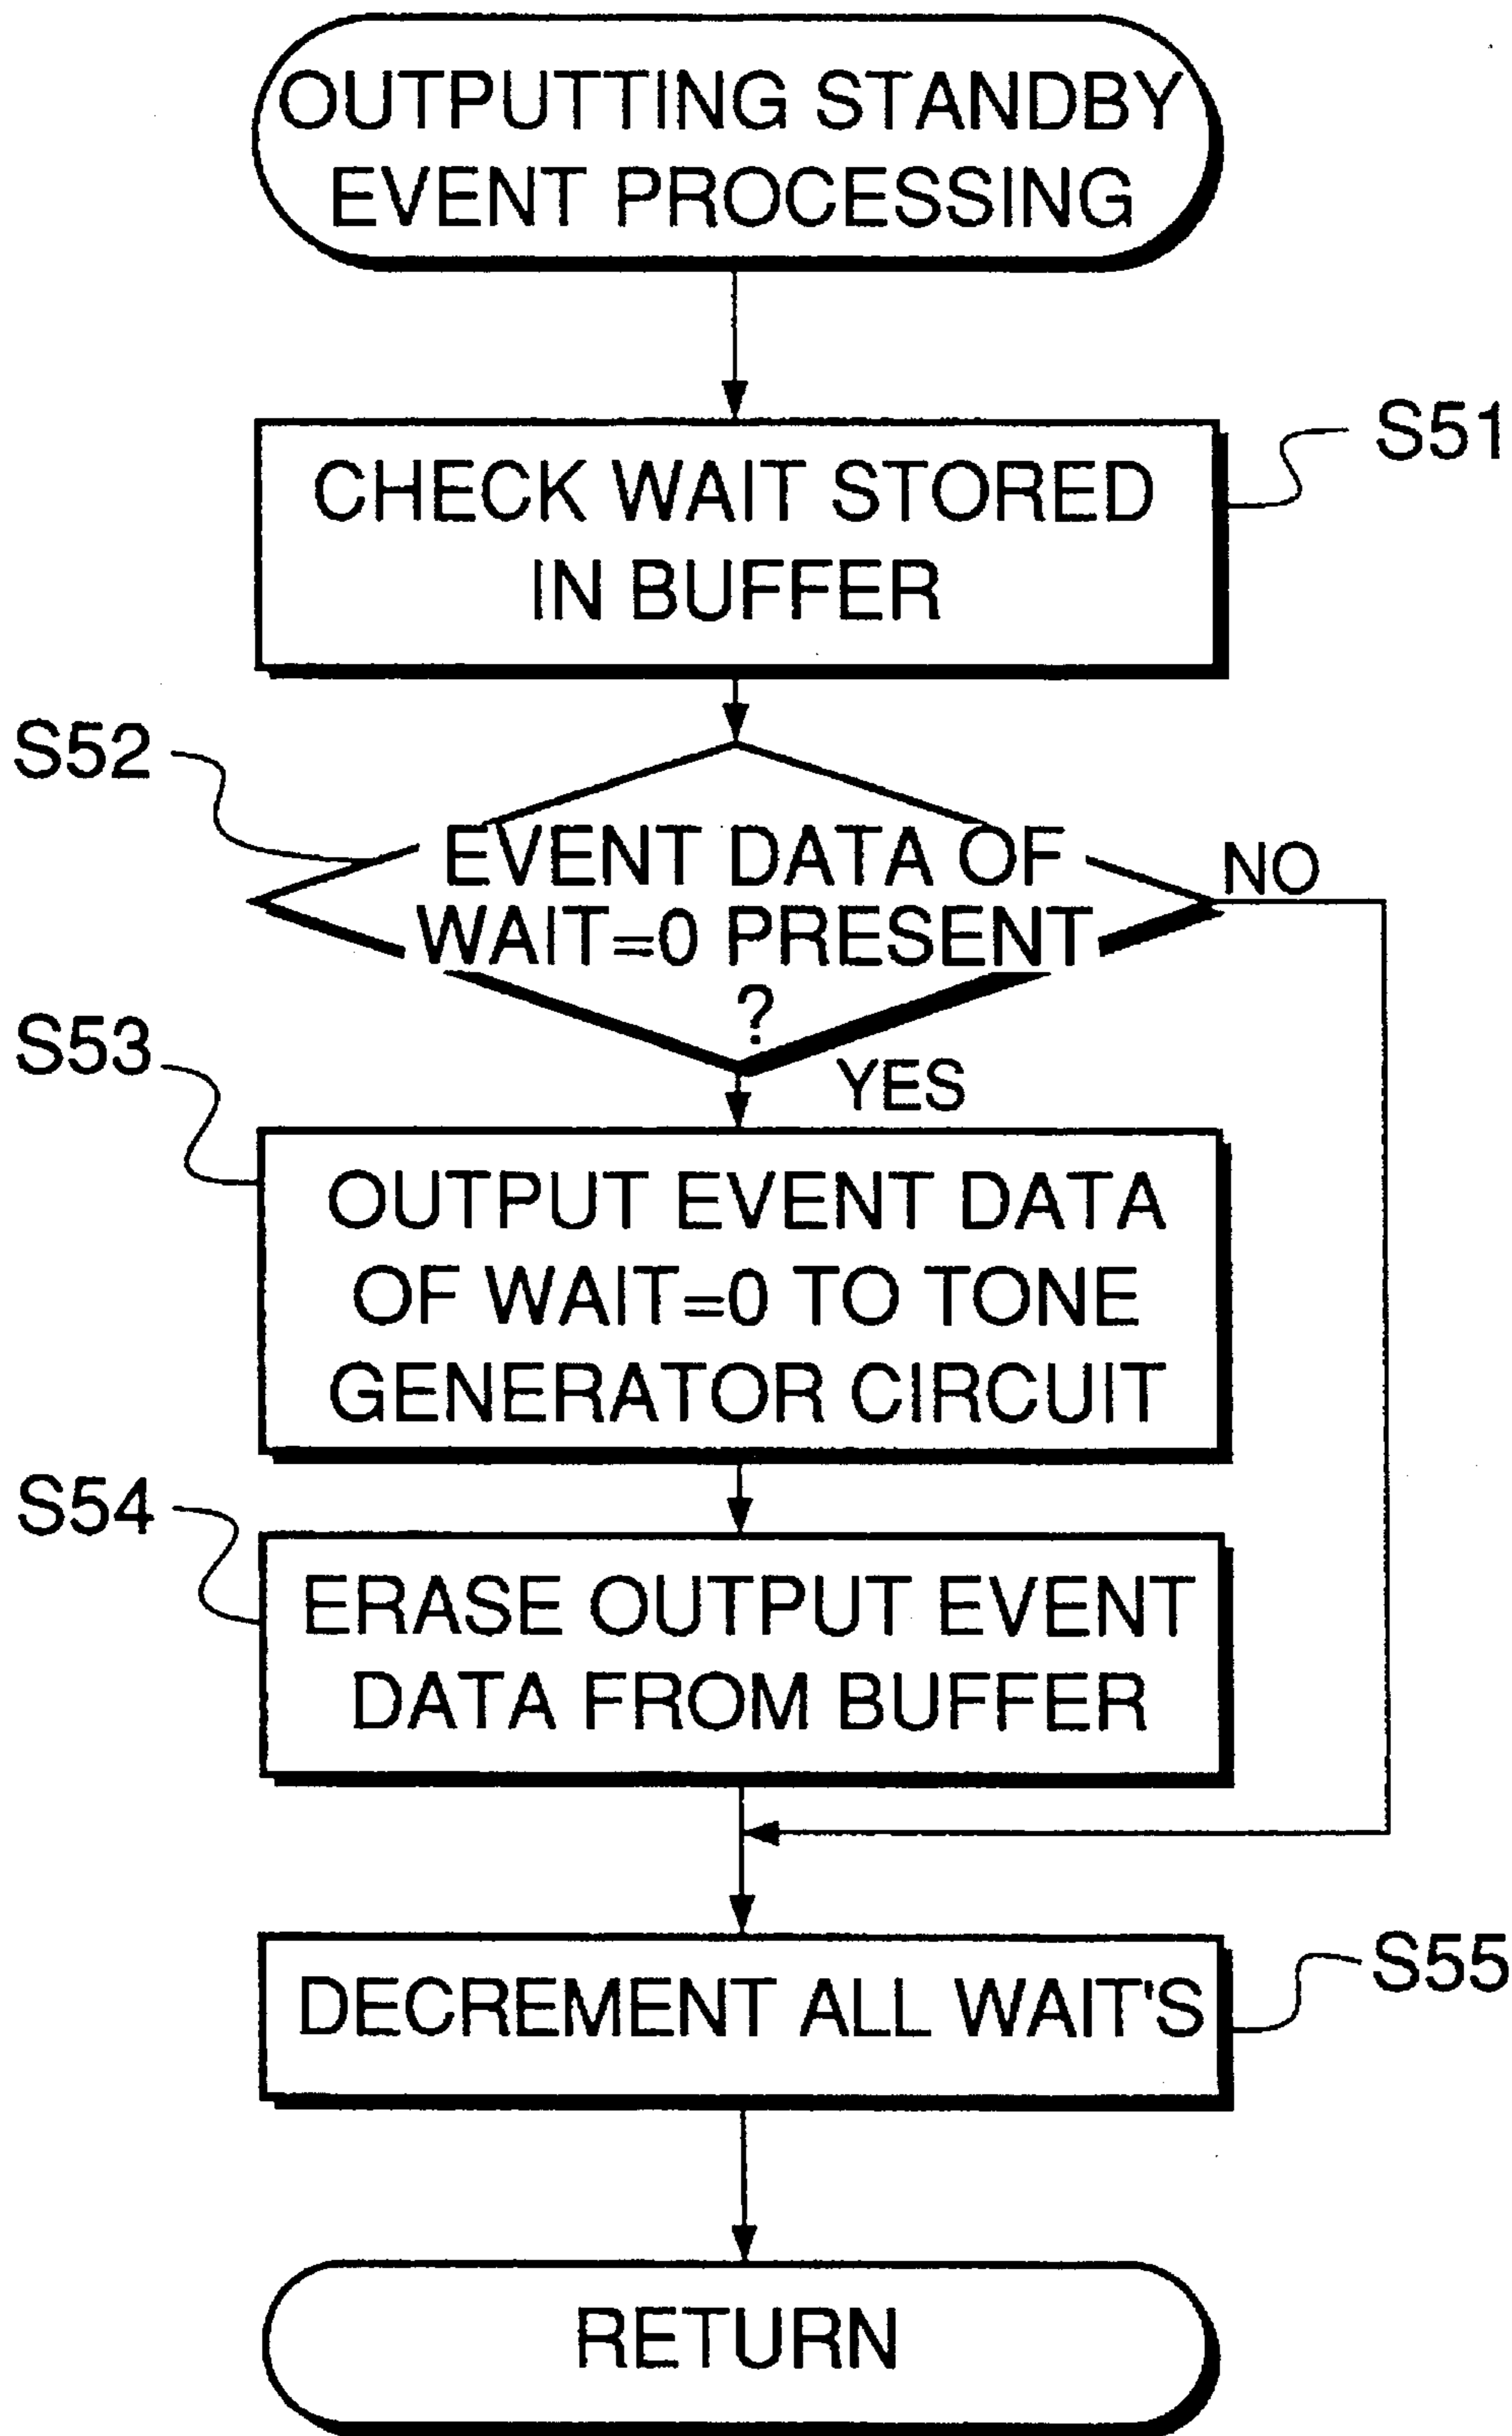 OUTPUTTING STANDBY
EVENT PROCESSING
S51
CHECK WAIT STORED
IN BUFFER
S52
EVENT DATA OF
WAIT=0 PRESENT
?
NO
YES
S53
OUTPUT EVENT DATA
OF WAIT=0 TO TONE
GENERATOR CIRCUIT
S54
ERASE OUTPUT EVENT
DATA FROM BUFFER
S55
DECREMENT ALL WAIT'S
RETURN